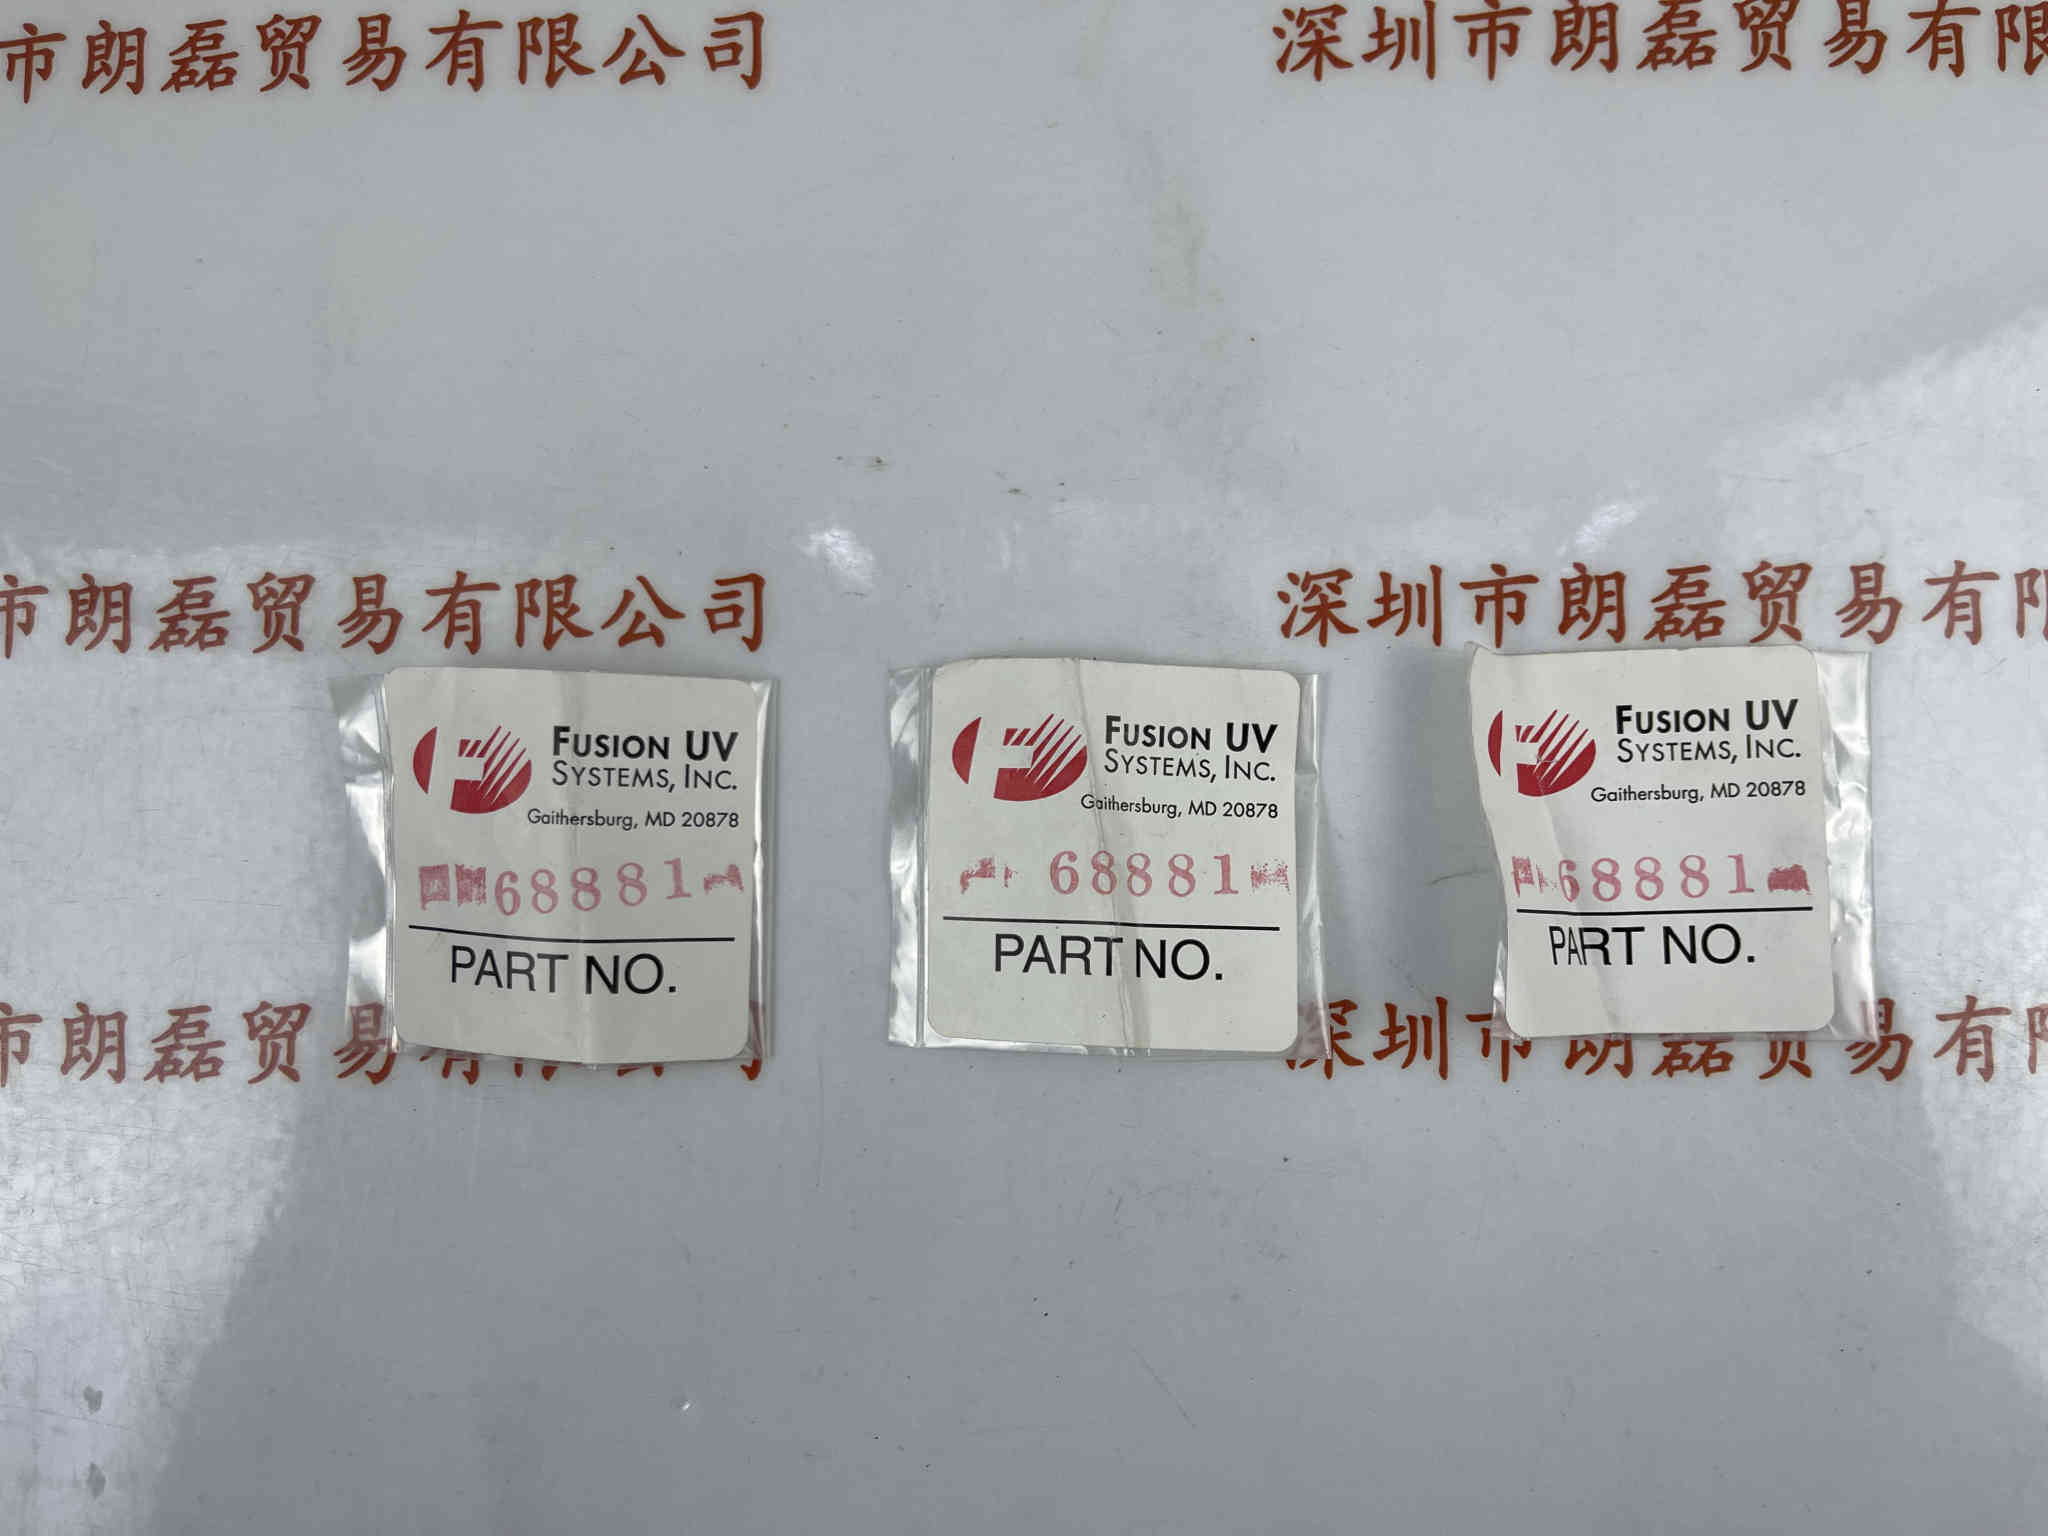 市朗磊贸易有限公司
深圳市朗磊贸易有限
市朗磊贸易有限公司
深圳市朗磊贸易有限
FUSION UV
SYSTEMS, INC.
Gaithersburg, MD 20878
68881
PART NO.
FUSION UV
SYSTEMS, INC.
Gaithersburg, MD 20878
68881
PART NO.
FUSION UV
SYSTEMS, INC.
Gaithersburg, MD 20878
68881
PART NO.
市朗磊贸易有限公司
深圳市朗磊贸易有限